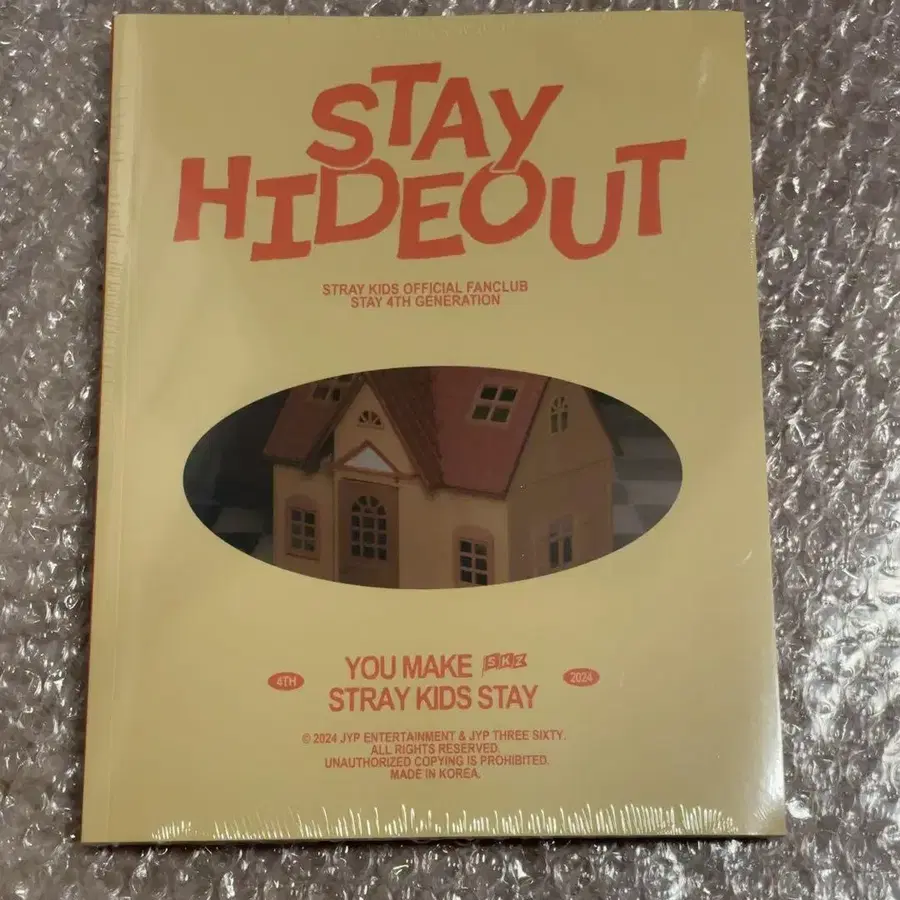 STAY
HIDEOUT
STRAY KIDS OFFICIAL FANCLUB
STAY 4TH GENERATION
YOU MAKE SKZ
4TH
2024
STRAY KIDS STAY
© 2024 JYP ENTERTAINMENT & JYP THREE SIXTY.
ALL RIGHTS RESERVED.
UNAUTHORIZED COPYING IS PROHIBITED.
MADE IN KOREA.